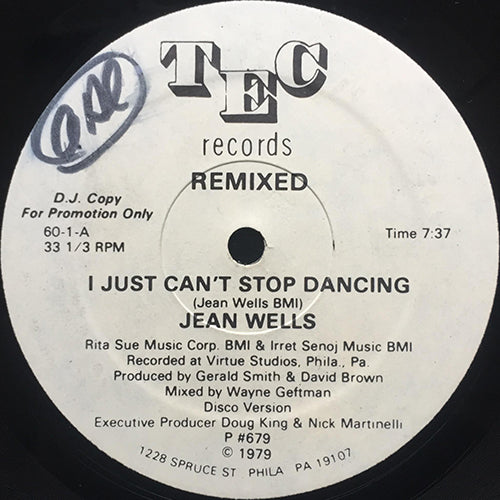 TEC
records
REMIXED
D.J. Copy
For Promotion Only
60-1-A
33 1/3 RPM
Time 7:37
I JUST CAN'T STOP DANCING
(Jean Wells BMI)
JEAN WELLS
Rita Sue Music Corp. BMI & Irret Senoj Music BMI
Recorded at Virtue Studios, Phila., Pa.
Produced by Gerald Smith & David Brown
Mixed by Wayne Geftman
Disco Version
Executive Producer Doug King & Nick Martinelli
P #679
© 1979
1228 SPRUCE ST. PHILA PA 19107